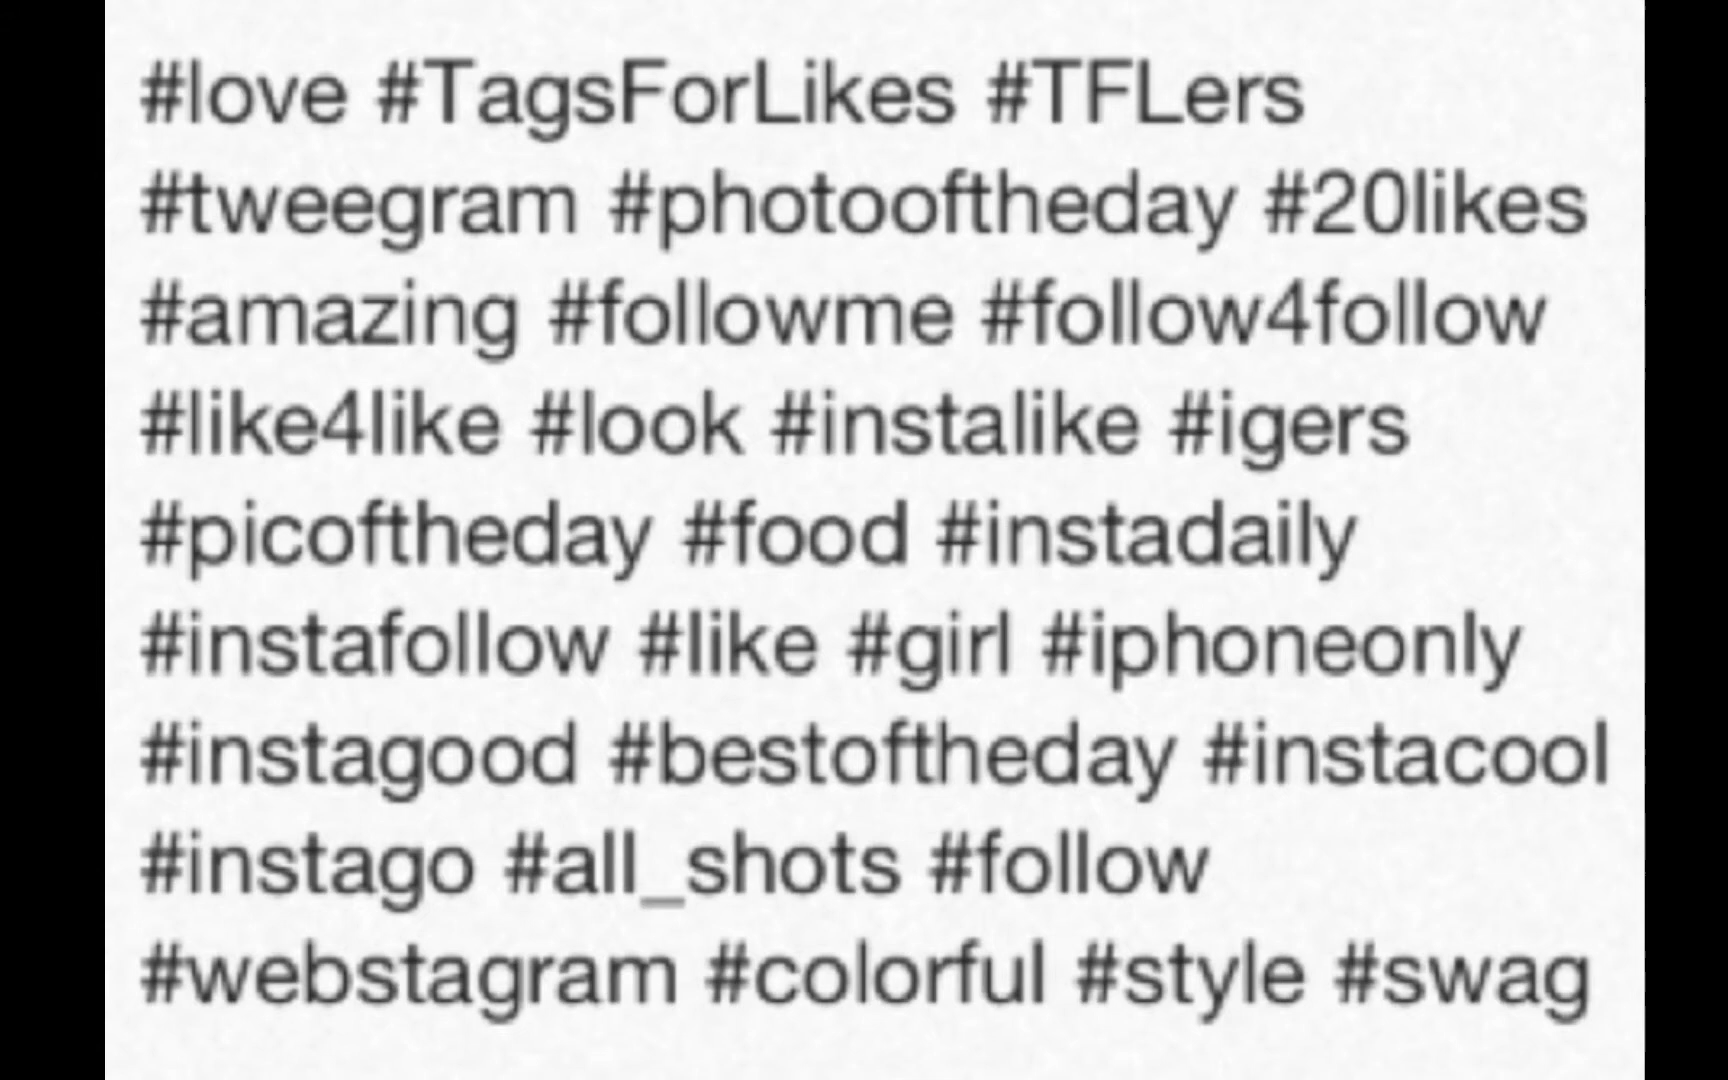 #love #TagsForLikes #TFLers
#tweegram #photooftheday #20likes
#amazing #followme #follow4follow
#like4like #look #instalike #igers
#picoftheday #food #instadaily
#instafollow #like #girl #iphoneonly
#instagood #bestoftheday #instacool
#instago #all_shots #follow
#webstagram #colorful #style #swag